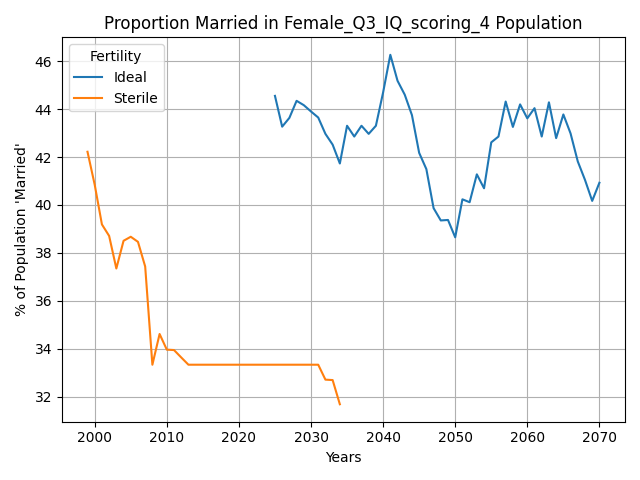 Proportion Married in Female_Q3_IQ_scoring_4 Population
% of Population 'Married'
Fertility
Ideal
Sterile
46
44
42
40
38
36
34
32
2000 2010 2020 2030 2040 2050 2060 2070
Years